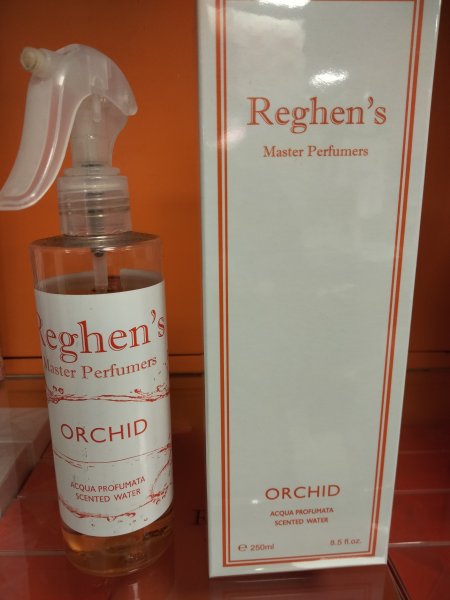 Reghen's
Master Perfumers
ORCHID
ACQUA PROFUMATA
SCENTED WATER
Reghen's
Master Perfumers
ORCHID
ACQUA PROFUMATA
SCENTED WATER
℮ 250ml 8.5 fl.oz.